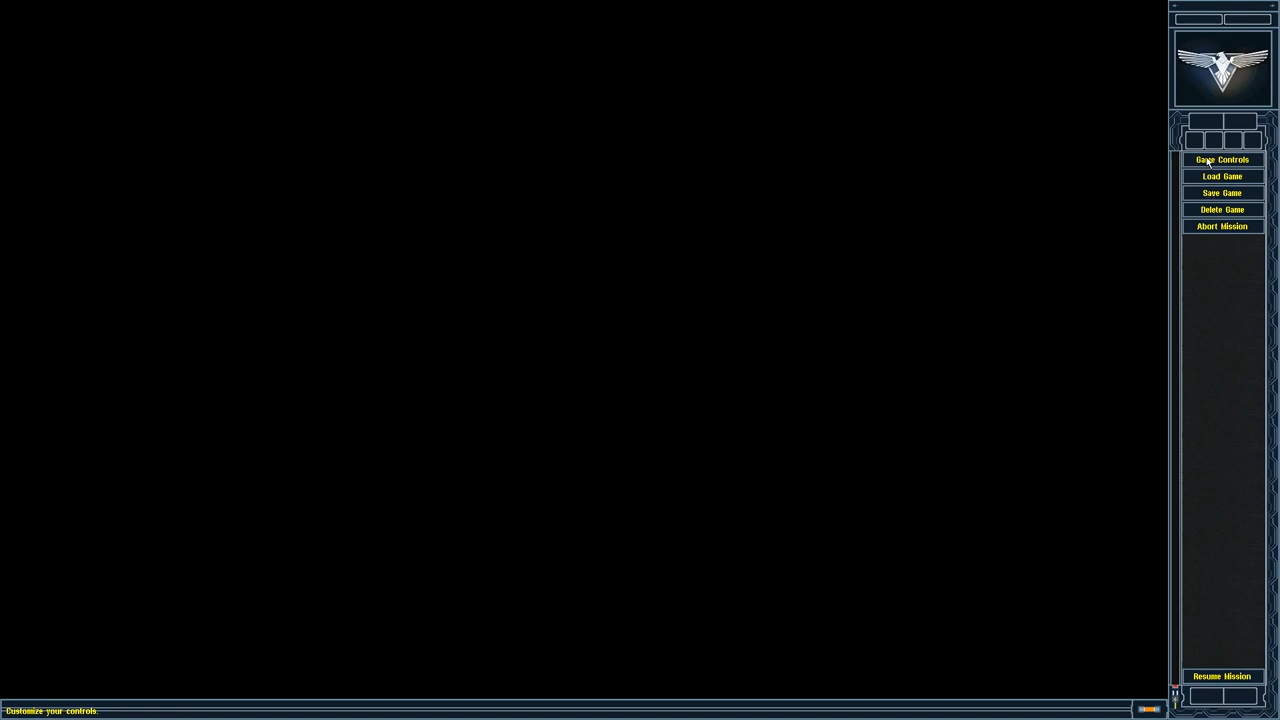 Game Controls
Load Game
Save Game
Delete Game
Abort Mission
Resume Mission
Customize your controls.